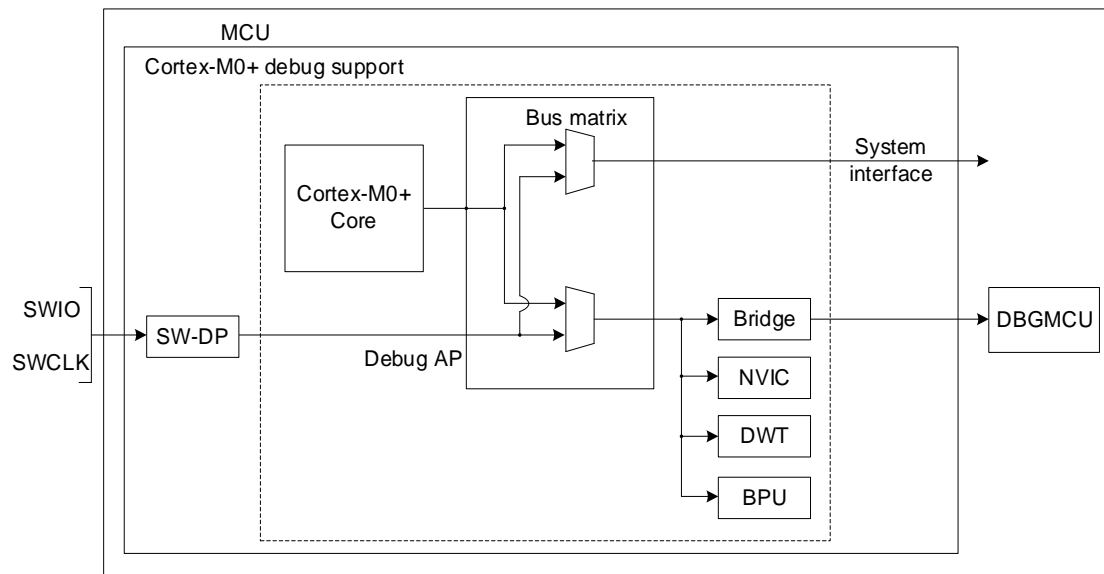 MCU
Cortex-M0+ debug support
Bus matrix
System
interface
Cortex-M0+
Core
SWIO
SWCLK
SW-DP
Debug AP
Bridge
DBGMCU
NVIC
DWT
BPU